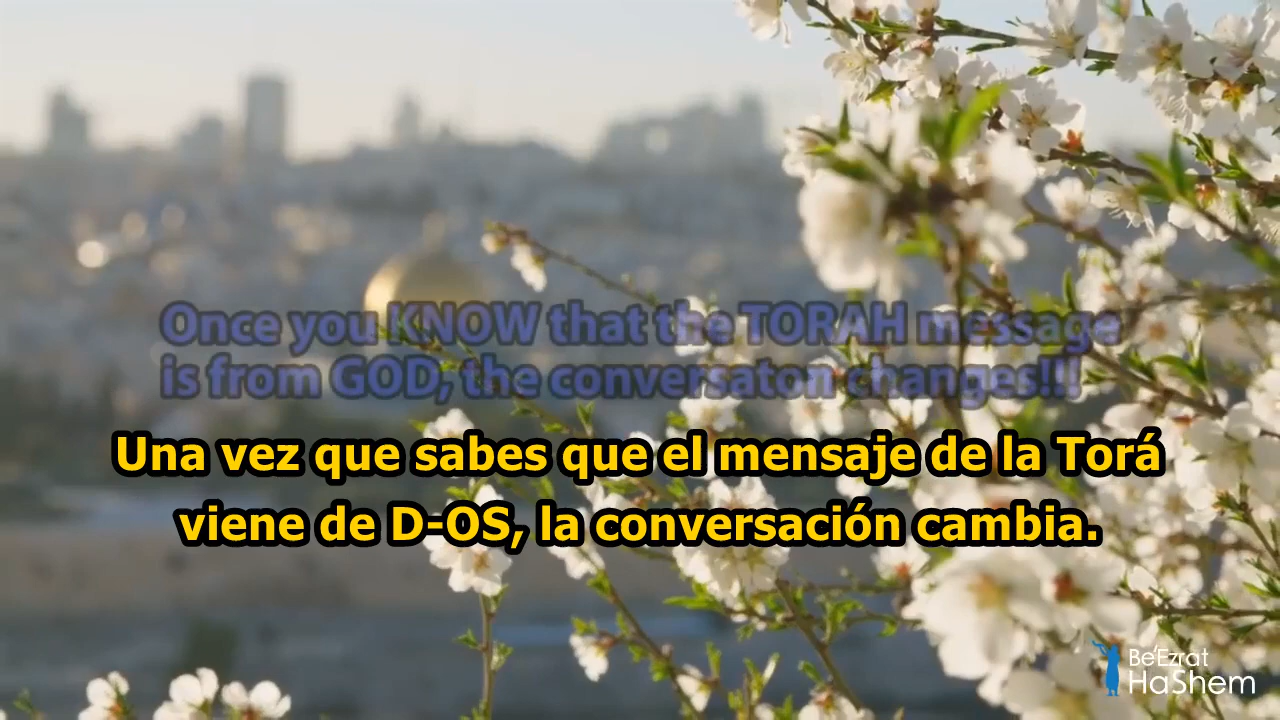 Once you KNOW that the TORAH message
is from GOD, the conversaton changes!!!
Una vez que sabes que el mensaje de la Torá
viene de D-OS, la conversación cambia.
Be'Ezrat
HaShem